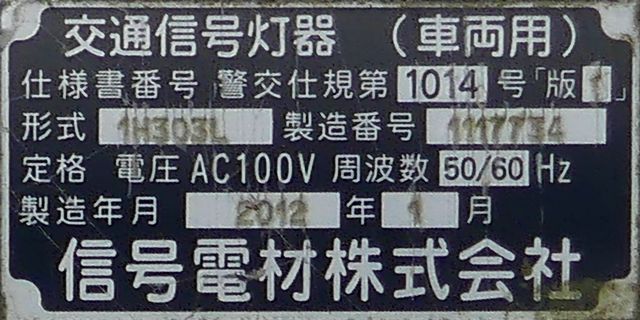 交通信号灯器 （車両用）
仕様書番号 警交仕規第 1014 号「版 1」
形式 1H303L 製造番号 1117734
定格 電圧 AC100V 周波数 50/60 Hz
製造年月 2012 年 1 月
信号電材株式会社